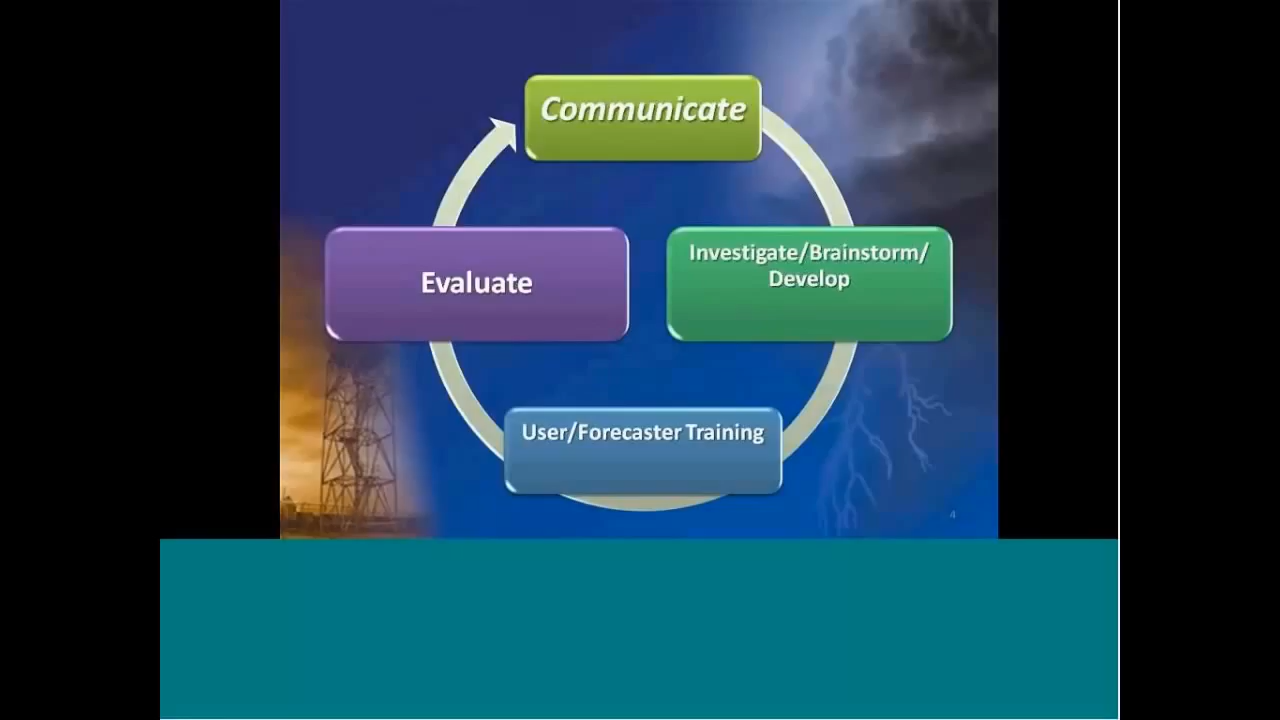 Communicate
Evaluate
Investigate/Brainstorm/
Develop
User/Forecaster Training
4